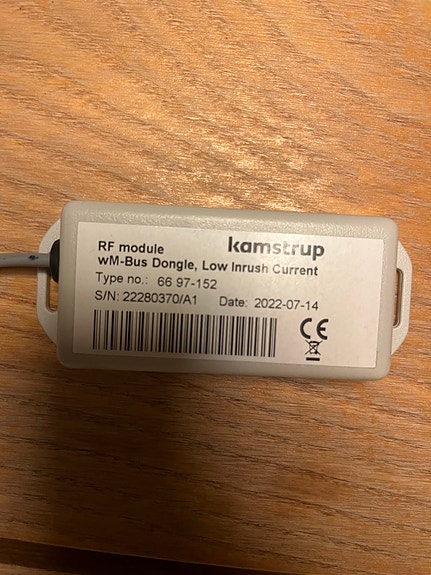 kamstrup
RF module
wM-Bus Dongle, Low Inrush Current
Type no.: 66 97-152
S/N: 22280370/A1 Date: 2022-07-14
CE